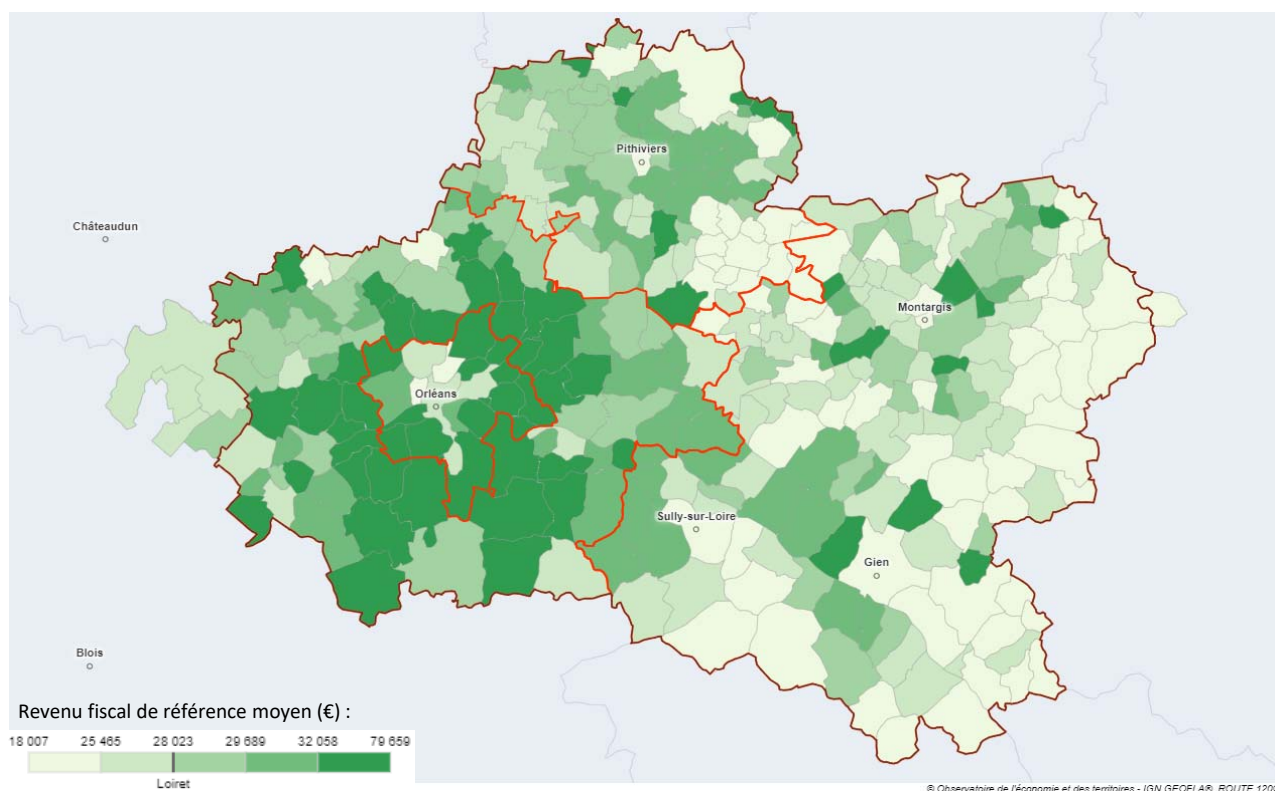 Pithiviers
Châteaudun
Montargis
Orléans
Sully-sur-Loire
Gien
Blois
Revenu fiscal de référence moyen (€) :
18 007 25 465 28 023 29 689 32 058 79 659
Loiret
© Observatoire de l'économie et des territoires - IGN GEOFLA®, ROUTE 120®